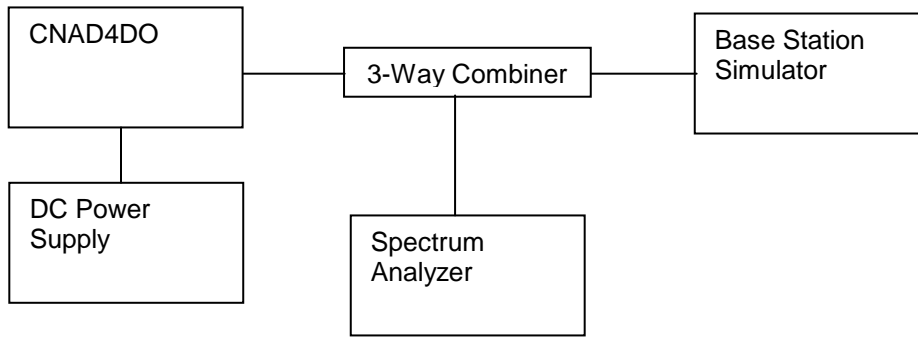 CNAD4DO
3-Way Combiner
Base Station
Simulator
DC Power
Supply
Spectrum
Analyzer